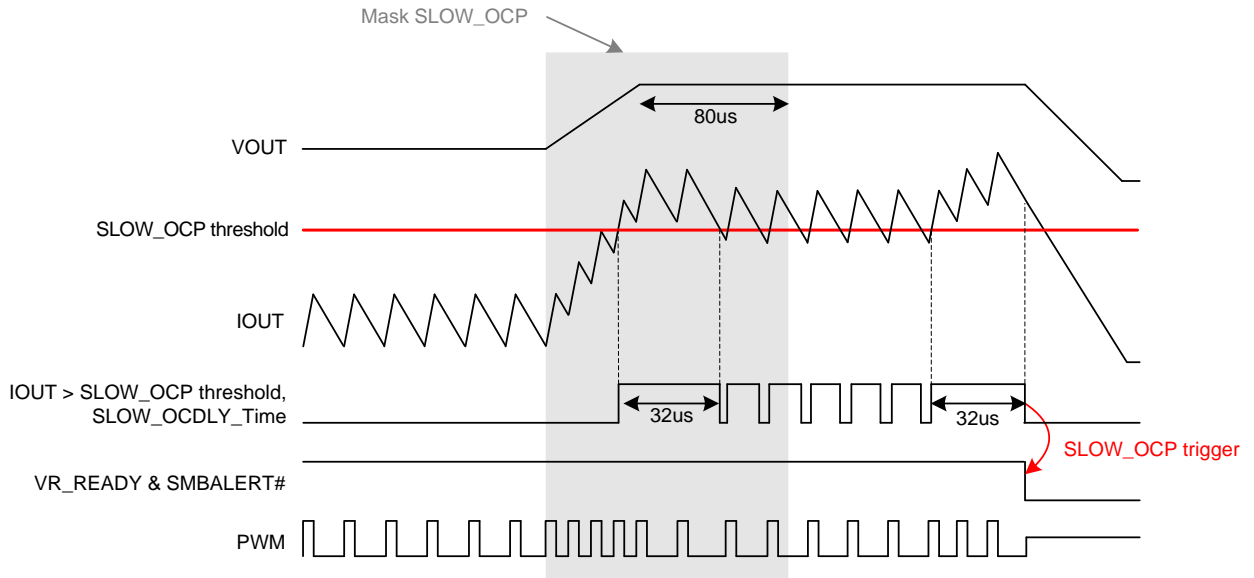 Mask SLOW_OCP
80us
VOUT
SLOW_OCP threshold
IOUT
IOUT > SLOW_OCP threshold,
SLOW_OCDLY_Time
32us
32us
SLOW_OCP trigger
VR_READY & SMBALERT#
PWM